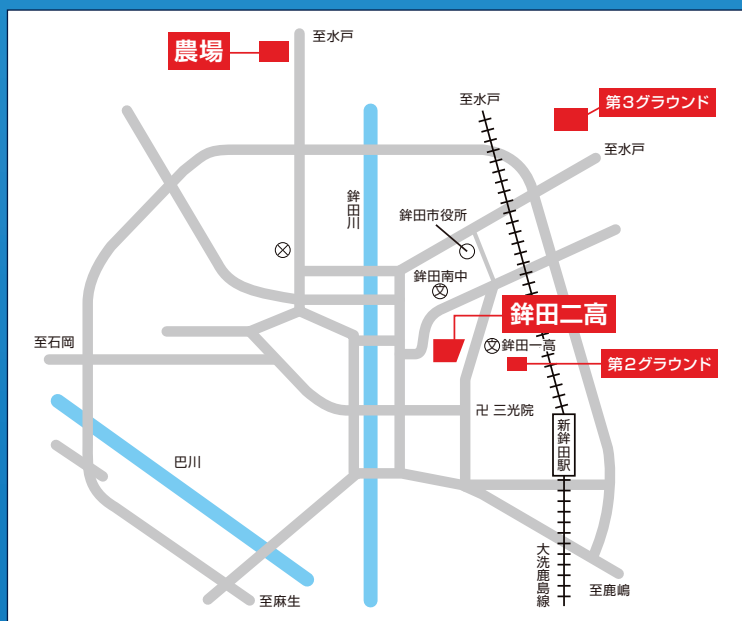 至水戸
農場
第3グラウンド
至水戸
至水戸
鉾田川
鉾田市役所
鉾田南中
文
鉾田二高
至石岡
文
鉾田一高
第2グラウンド
卍 三光院
新鉾田駅
巴川
大洗鹿島線
至鹿嶋
至麻生